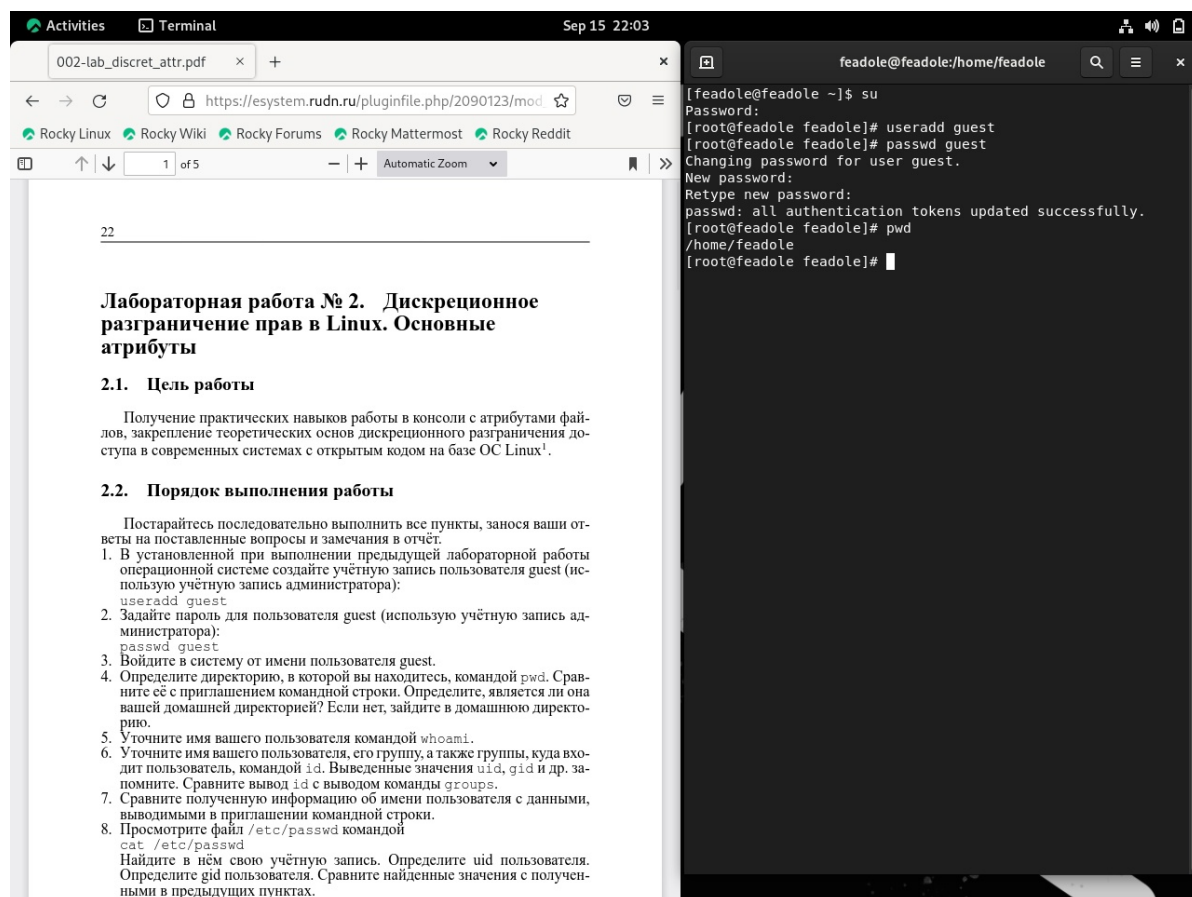 Activities
Terminal
Sep 15 22:03
002-lab_discret_attr.pdf
https://esystem.rudn.ru/pluginfile.php/2090123/mod
Rocky Linux Rocky Wiki Rocky Forums Rocky Mattermost Rocky Reddit
1 of 5
Automatic Zoom
22
Лабораторная работа № 2. Дискреционное
разграничение прав в Linux. Основные
атрибуты
2.1. Цель работы
Получение практических навыков работы в консоли с атрибутами фай-
лов, закрепление теоретических основ дискреционного разграничения до-
ступа в современных системах с открытым кодом на базе ОС Linux1.
2.2. Порядок выполнения работы
Постарайтесь последовательно выполнить все пункты, занося ваши от-
веты на поставленные вопросы и замечания в отчёт.
1. В установленной при выполнении предыдущей лабораторной работы
операционной системе создайте учётную запись пользователя guest (ис-
пользую учётную запись администратора):
useradd guest
2. Задайте пароль для пользователя guest (использую учётную запись ад-
министратора):
passwd guest
3. Войдите в систему от имени пользователя guest.
4. Определите директорию, в которой вы находитесь, командой pwd. Срав-
ните её с приглашением командной строки. Определите, является ли она
вашей домашней директорией? Если нет, зайдите в домашнюю директо-
рию.
5. Уточните имя вашего пользователя командой whoami.
6. Уточните имя вашего пользователя, его группу, а также группы, куда вхо-
дит пользователь, командой id. Выведенные значения uid, gid и др. за-
помните. Сравните вывод id с выводом команды groups.
7. Сравните полученную информацию об имени пользователя с данными,
выводимыми в приглашении командной строки.
8. Просмотрите файл /etc/passwd командой
cat /etc/passwd
Найдите в нём свою учётную запись. Определите uid пользователя.
Определите gid пользователя. Сравните найденные значения с получен-
ными в предыдущих пунктах.
feadole@feadole:/home/feadole
[feadole@feadole ~]$ su
Password:
[root@feadole feadole]# useradd guest
[root@feadole feadole]# passwd guest
Changing password for user guest.
New password:
Retype new password:
passwd: all authentication tokens updated successfully.
[root@feadole feadole]# pwd
/home/feadole
[root@feadole feadole]#